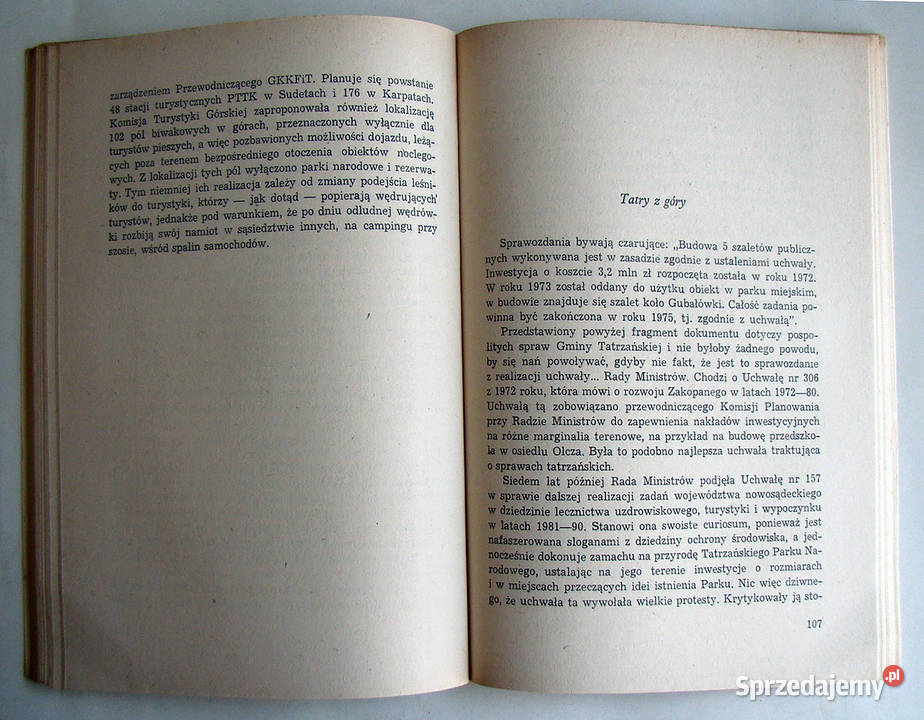 zarządzeniem Przewodniczącego GKKFiT. Planuje się powstanie
48 stacji turystycznych PTTK w Sudetach i 176 w Karpatach.
Komisja Turystyki Górskiej zaproponowała również lokalizację
102 pól biwakowych w górach, przeznaczonych wyłącznie dla
turystów pieszych, a więc pozbawionych możliwości dojazdu, leżą-
cych poza terenem bezpośredniego otoczenia obiektów noclego-
wych. Z lokalizacji tych pól wyłączono parki narodowe i rezerwa-
ty. Tym niemniej ich realizacja zależy od zmiany podejścia leśni-
ków do turystyki, którzy — jak dotąd — popierają wędrujących
turystów, jednakże pod warunkiem, że po dniu odludnej wędrów-
ki rozbiją swój namiot w sąsiedztwie innych, na campingu przy
szosie, wśród spalin samochodów.
Tatry z góry
Sprawozdania bywają czarujące: „Budowa 5 szaletów publicz-
nych wykonywana jest w zasadzie zgodnie z ustaleniami uchwały.
Inwestycja o koszcie 3,2 mln zł rozpoczęta została w roku 1972.
W roku 1973 został oddany do użytku obiekt w parku miejskim,
w budowie znajduje się szalet koło Gubałówki. Całość zadania po-
winna być zakończona w roku 1975, tj. zgodnie z uchwałą”.
Przedstawiony powyżej fragment dokumentu dotyczy pospo-
litych spraw Gminy Tatrzańskiej i nie byłoby żadnego powodu,
by się nań powoływać, gdyby nie fakt, że jest to sprawozdanie
z realizacji uchwały... Rady Ministrów. Chodzi o Uchwałę nr 306
z 1972 roku, która mówi o rozwoju Zakopanego w latach 1972—80.
Uchwałą tą zobowiązano przewodniczącego Komisji Planowania
przy Radzie Ministrów do zapewnienia nakładów inwestycyjnych
na różne marginalia terenowe, na przykład na budowę przedszko-
la w osiedlu Olcza. Była to podobno najlepsza uchwała traktująca
o sprawach tatrzańskich.
Siedem lat później Rada Ministrów podjęła Uchwałę nr 157
w sprawie dalszej realizacji zadań województwa nowosądeckiego
w dziedzinie lecznictwa uzdrowiskowego, turystyki i wypoczynku
w latach 1981—90. Stanowi ona swoiste curiosum, ponieważ jest
nafaszerowana sloganami z dziedziny ochrony środowiska, a jed-
nocześnie dokonuje zamachu na przyrodę Tatrzańskiego Parku Na-
rodowego, ustalając na jego terenie inwestycje o rozmiarach
i w miejscach przeczących idei istnienia Parku. Nic więc dziwne-
go, że uchwała ta wywołała wielkie protesty. Krytykowały ją sto-
107
Sprzedajemy.pl